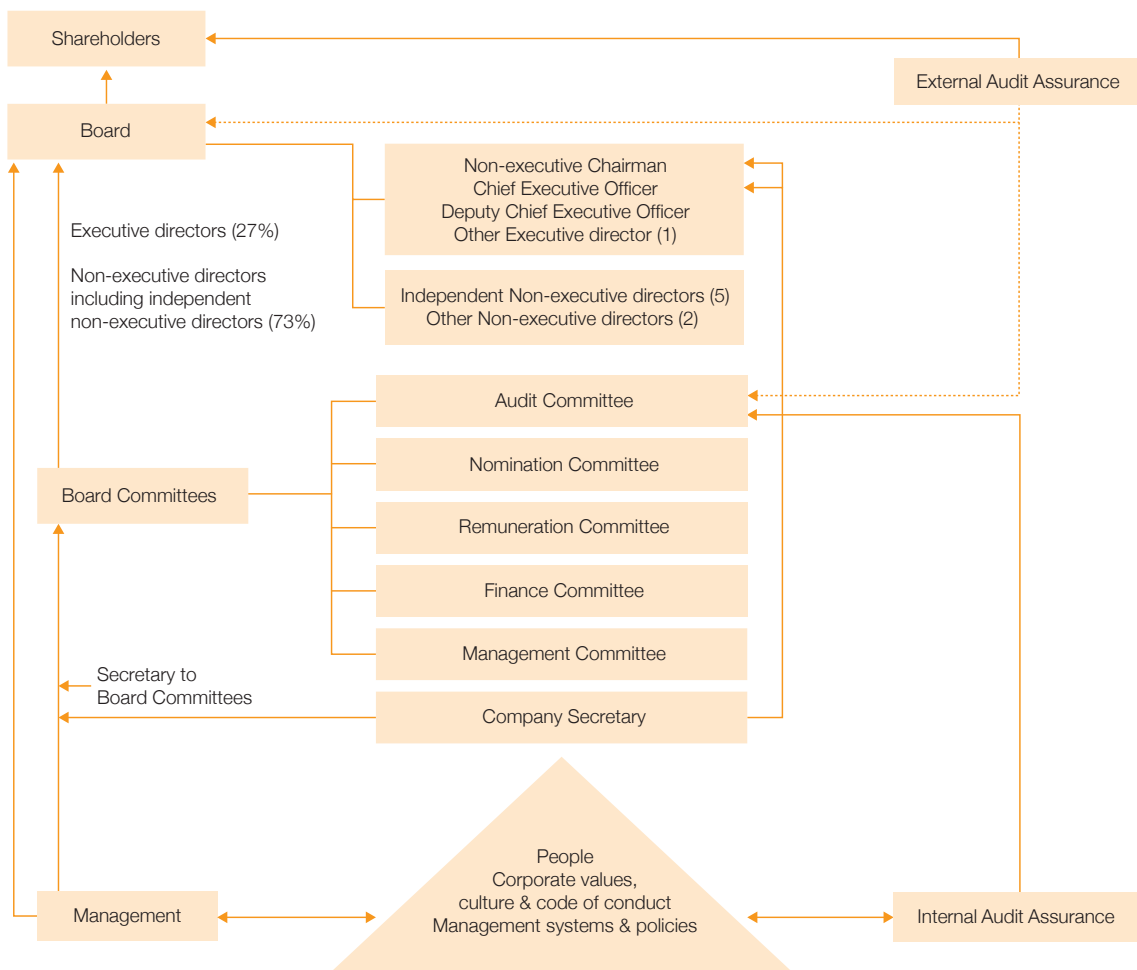 Shareholders
External Audit Assurance
Board
Non-executive Chairman
Chief Executive Officer
Deputy Chief Executive Officer
Other Executive director (1)
Executive directors (27%)
Non-executive directors
including independent
non-executive directors (73%)
Independent Non-executive directors (5)
Other Non-executive directors (2)
Audit Committee
Nomination Committee
Board Committees
Remuneration Committee
Finance Committee
Management Committee
Secretary to
Board Committees
Company Secretary
People
Corporate values,
culture & code of conduct
Management systems & policies
Management
Internal Audit Assurance